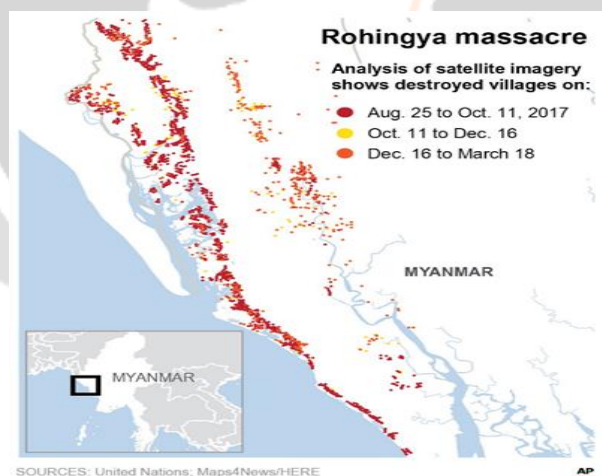 Rohingya massacre
Analysis of satellite imagery
shows destroyed villages on:
Aug. 25 to Oct. 11, 2017
Oct. 11 to Dec. 16
Dec. 16 to March 18
MYANMAR
MYANMAR
SOURCES: United Nations; Maps4News/HERE
AP